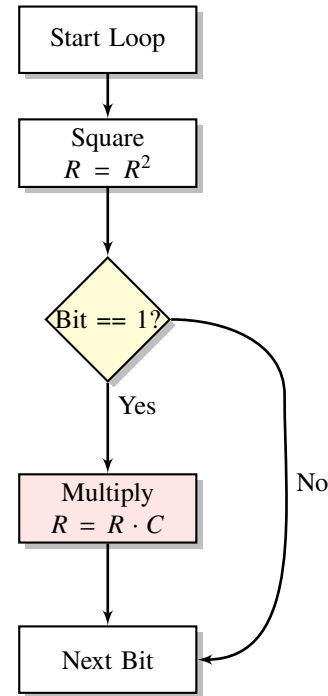 Start Loop
Square
R = R²
Bit == 1?
Yes
No
Multiply
R = R · C
Next Bit